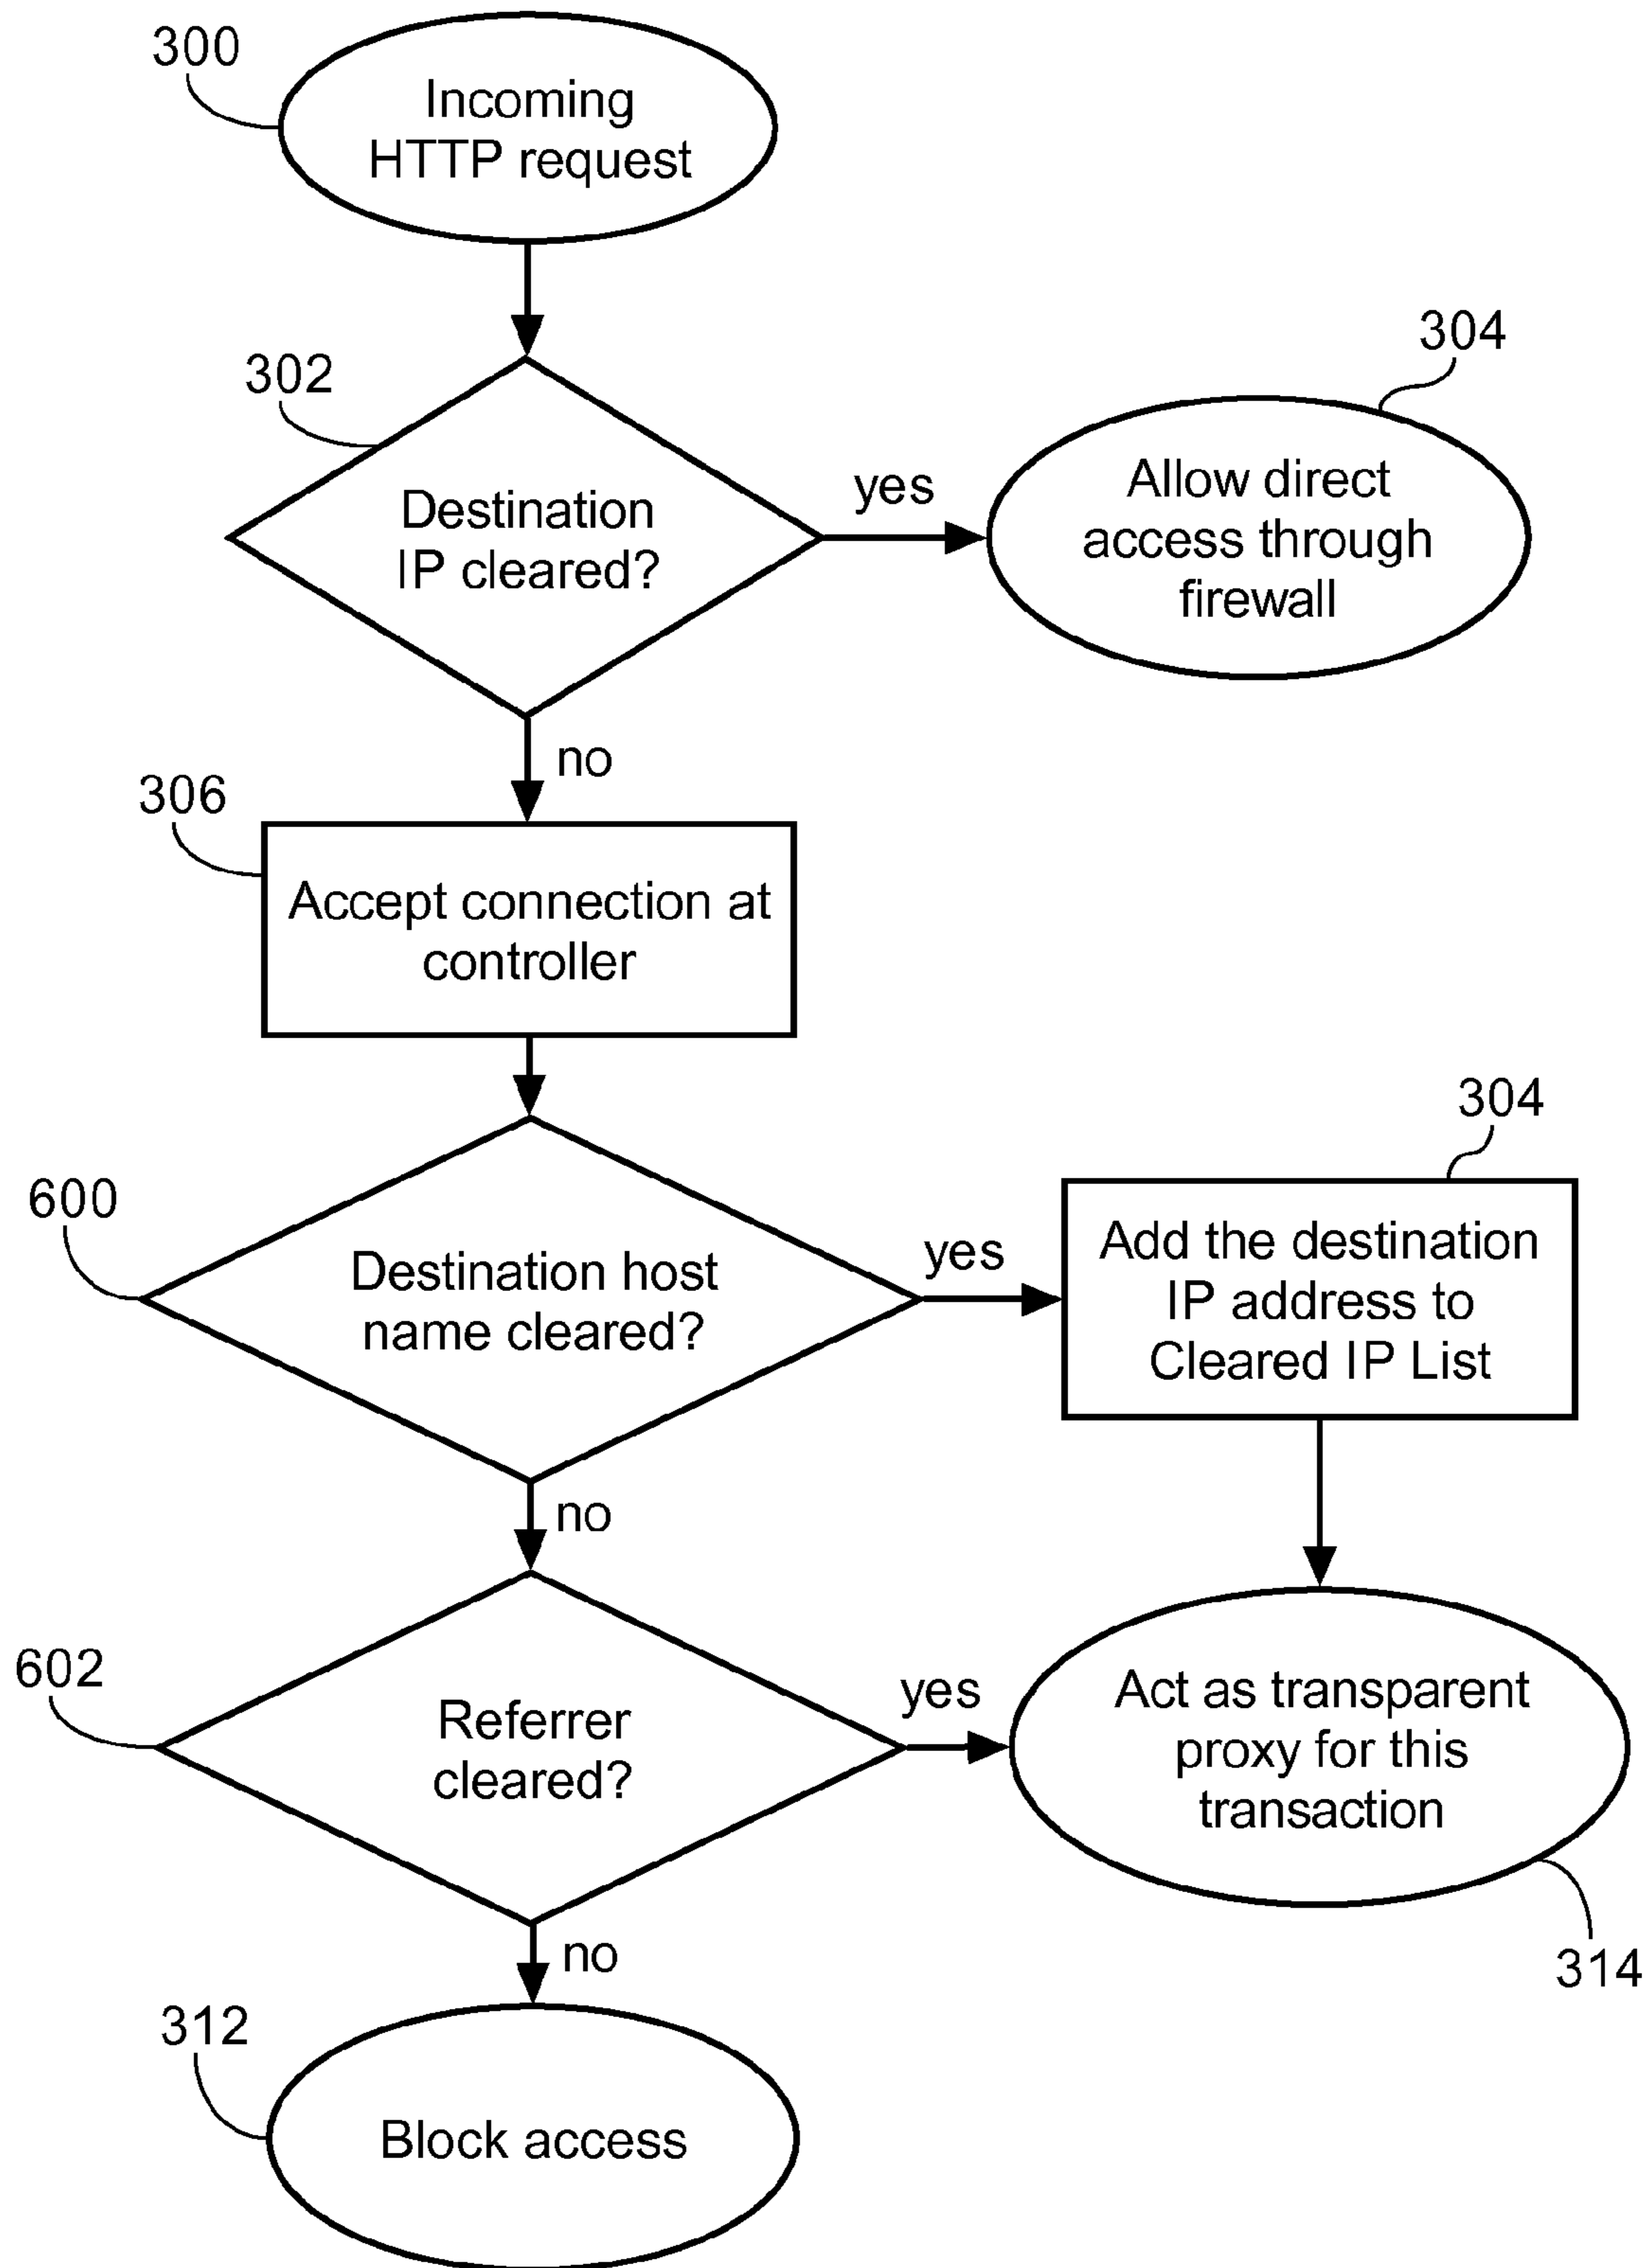 300
Incoming
HTTP request
302
Destination
IP cleared?
yes
304
Allow direct
access through
firewall
no
306
Accept connection at
controller
600
Destination host
name cleared?
yes
304
Add the destination
IP address to
Cleared IP List
no
602
Referrer
cleared?
yes
Act as transparent
proxy for this
transaction
314
no
312
Block access